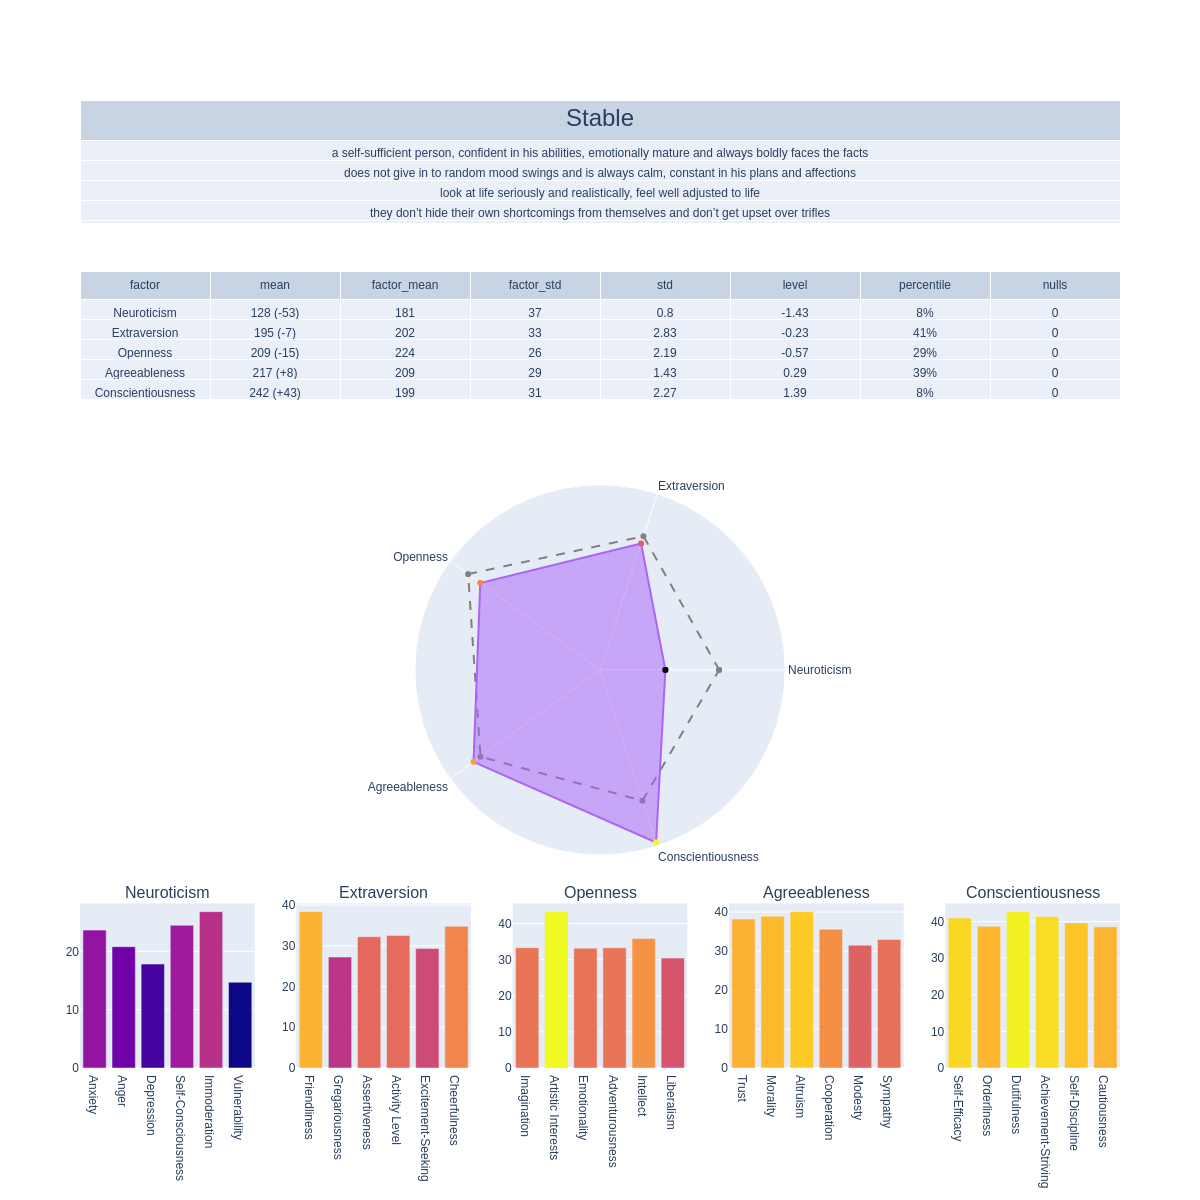 Stable
a self-sufficient person, confident in his abilities, emotionally mature and always boldly faces the facts
does not give in to random mood swings and is always calm, constant in his plans and affections
look at life seriously and realistically, feel well adjusted to life
they don’t hide their own shortcomings from themselves and don’t get upset over trifles
factor mean factor_mean factor_std std level percentile nulls
Neuroticism 128 (-53) 181 37 0.8 -1.43 8% 0
Extraversion 195 (-7) 202 33 2.83 -0.23 41% 0
Openness 209 (-15) 224 26 2.19 -0.57 29% 0
Agreeableness 217 (+8) 209 29 1.43 0.29 39% 0
Conscientiousness 242 (+43) 199 31 2.27 1.39 8% 0
Extraversion
Openness
Neuroticism
Agreeableness
Conscientiousness
Neuroticism
20
10
0
Anxiety
Anger
Depression
Self-Consciousness
Immoderation
Vulnerability
Extraversion
40
30
20
10
0
Friendliness
Gregariousness
Assertiveness
Activity Level
Excitement-Seeking
Cheerfulness
Openness
40
30
20
10
0
Imagination
Artistic Interests
Emotionality
Adventurousness
Intellect
Liberalism
Agreeableness
40
30
20
10
0
Trust
Morality
Altruism
Cooperation
Modesty
Sympathy
Conscientiousness
40
30
20
10
0
Self-Efficacy
Orderliness
Dutifulness
Achievement-Striving
Self-Discipline
Cautiousness